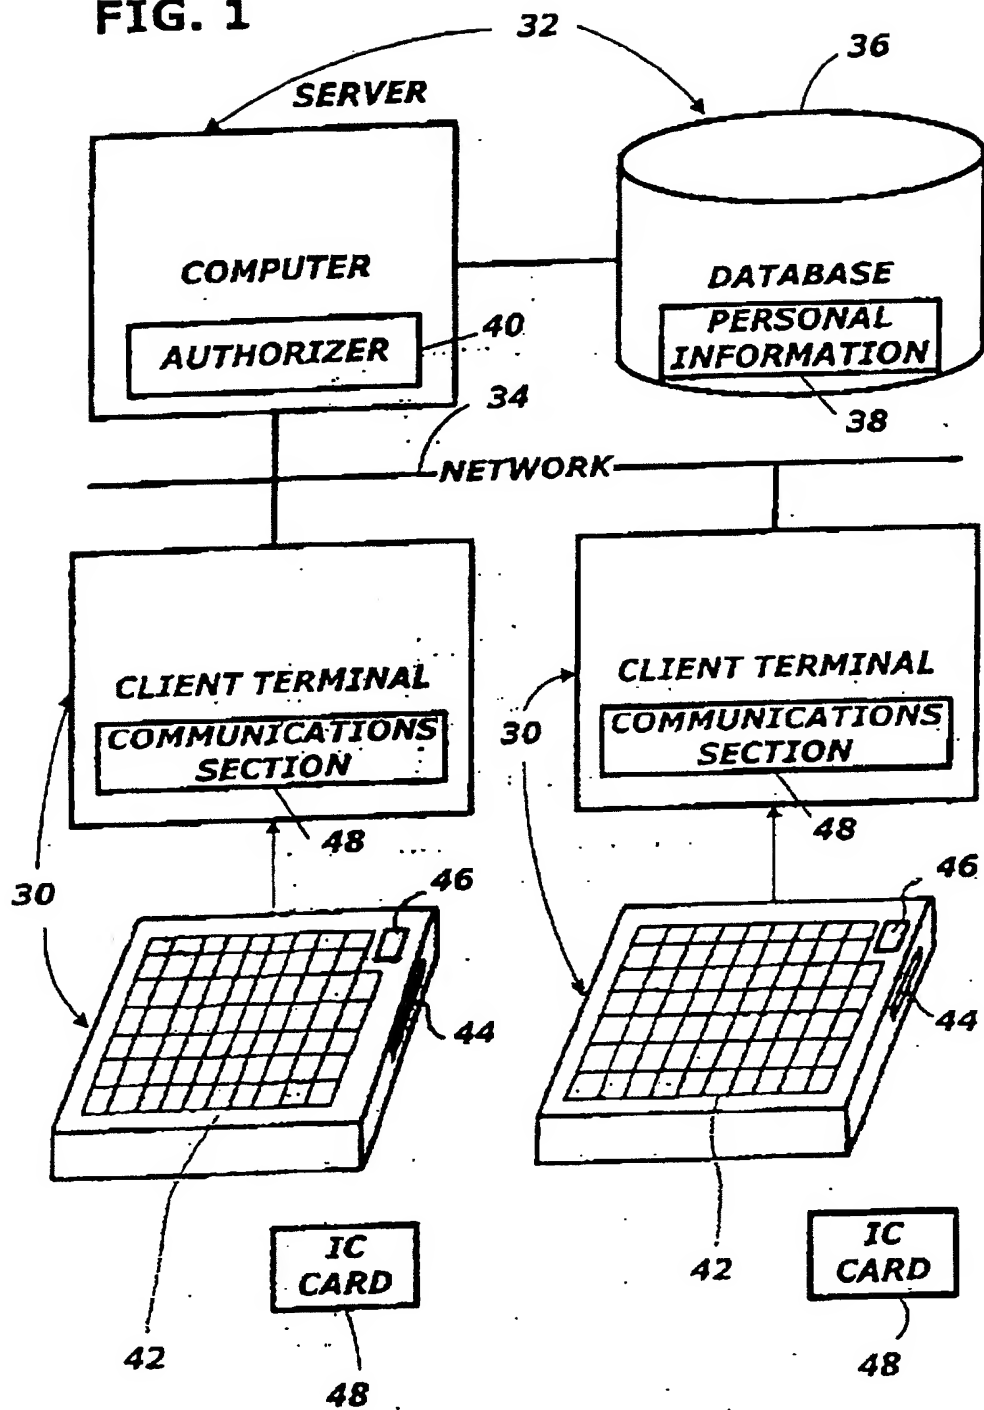 FIG. 1
32
36
SERVER
COMPUTER
DATABASE
AUTHORIZER
40
PERSONAL
INFORMATION
34
38
NETWORK
CLIENT TERMINAL
COMMUNICATIONS
SECTION
48
30
CLIENT TERMINAL
COMMUNICATIONS
SECTION
48
30
46
44
46
44
42
42
IC
CARD
48
IC
CARD
48